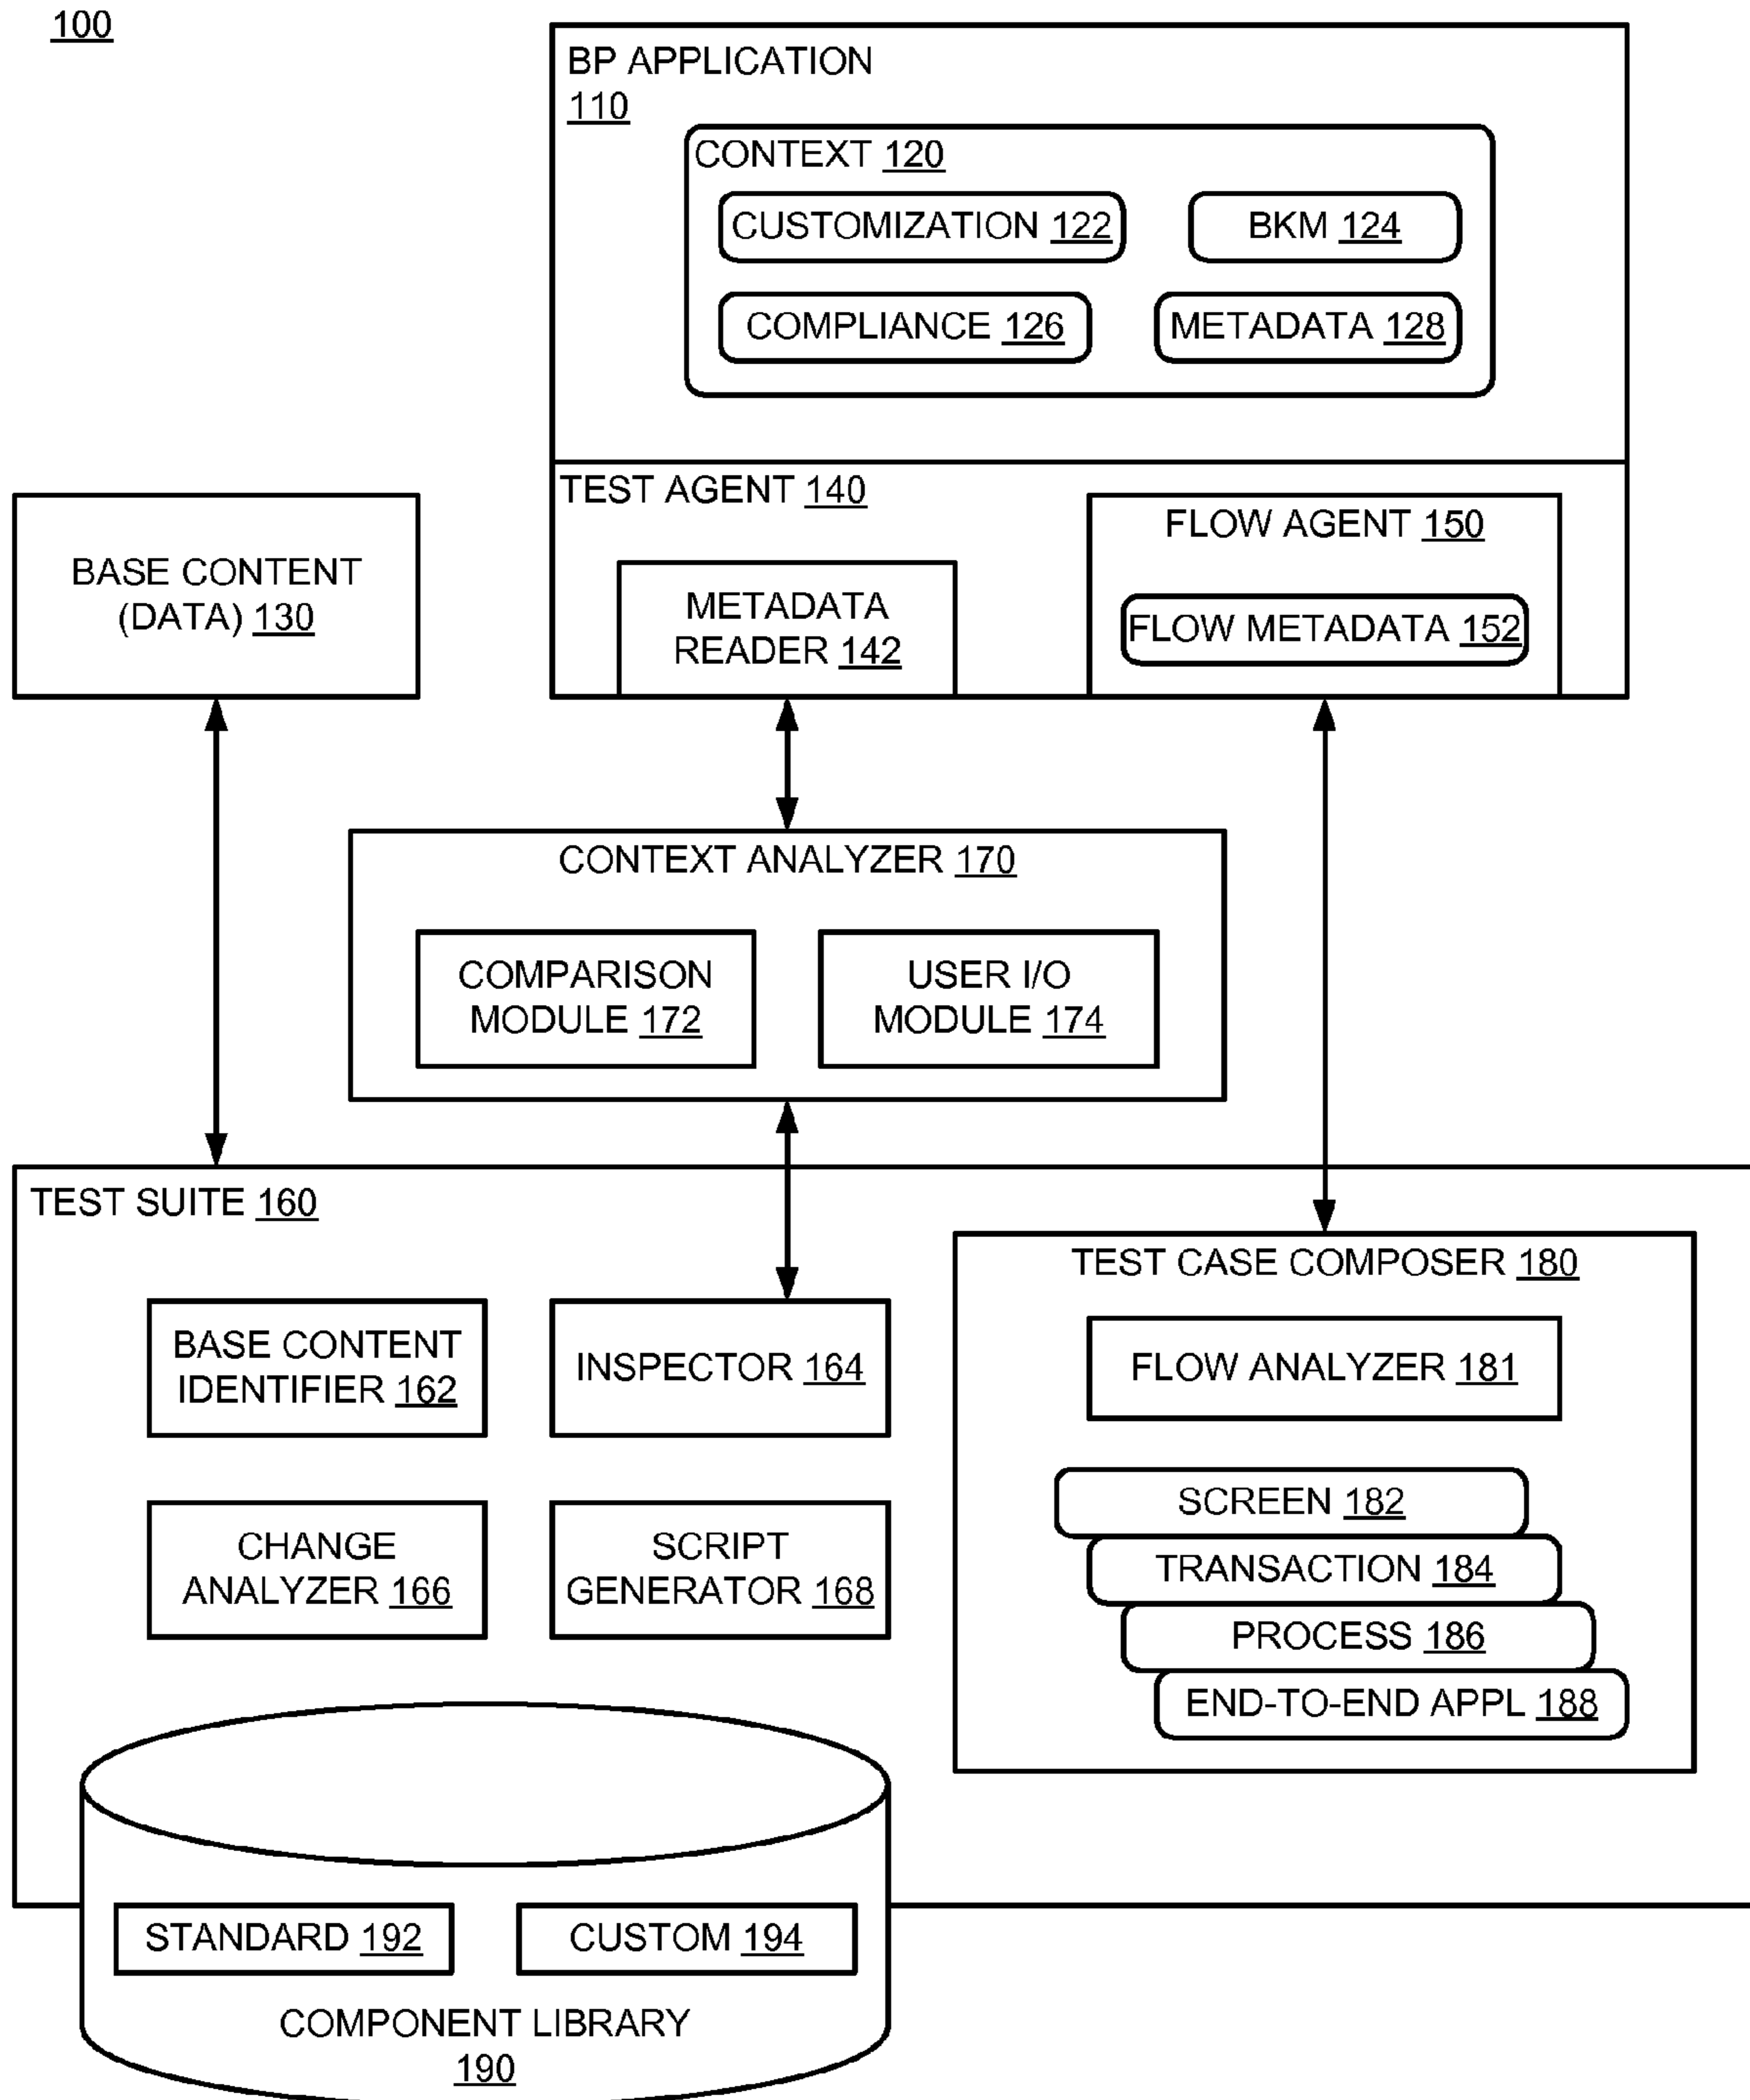 100
BP APPLICATION
110
CONTEXT 120
CUSTOMIZATION 122
BKM 124
COMPLIANCE 126
METADATA 128
TEST AGENT 140
FLOW AGENT 150
BASE CONTENT
(DATA) 130
METADATA
READER 142
FLOW METADATA 152
CONTEXT ANALYZER 170
COMPARISON
MODULE 172
USER I/O
MODULE 174
TEST SUITE 160
TEST CASE COMPOSER 180
BASE CONTENT
IDENTIFIER 162
INSPECTOR 164
FLOW ANALYZER 181
CHANGE
ANALYZER 166
SCRIPT
GENERATOR 168
SCREEN 182
TRANSACTION 184
PROCESS 186
END-TO-END APPL 188
STANDARD 192
CUSTOM 194
COMPONENT LIBRARY
190